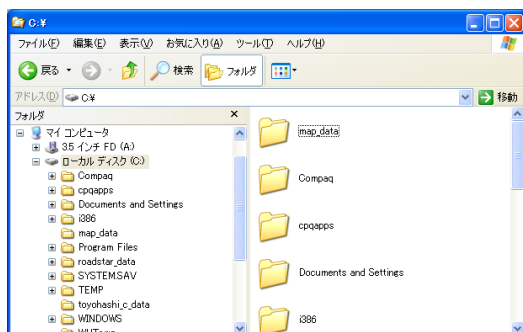 C:¥
ファイル(F) 編集(E) 表示(V) お気に入り(A) ツール(T) ヘルプ(H)
戻る 検索 フォルダ
アドレス(D) C:¥ 移動
フォルダ ×
マイ コンピュータ
3.5 インチ FD (A:)
ローカル ディスク (C:)
Compaq
cpqapps
Documents and Settings
i386
map_data
Program Files
roadstar_data
SYSTEM.SAV
TEMP
toyohashi_c_data
WINDOWS
WUTemp
map_data
Compaq
cpqapps
Documents and Settings
i386